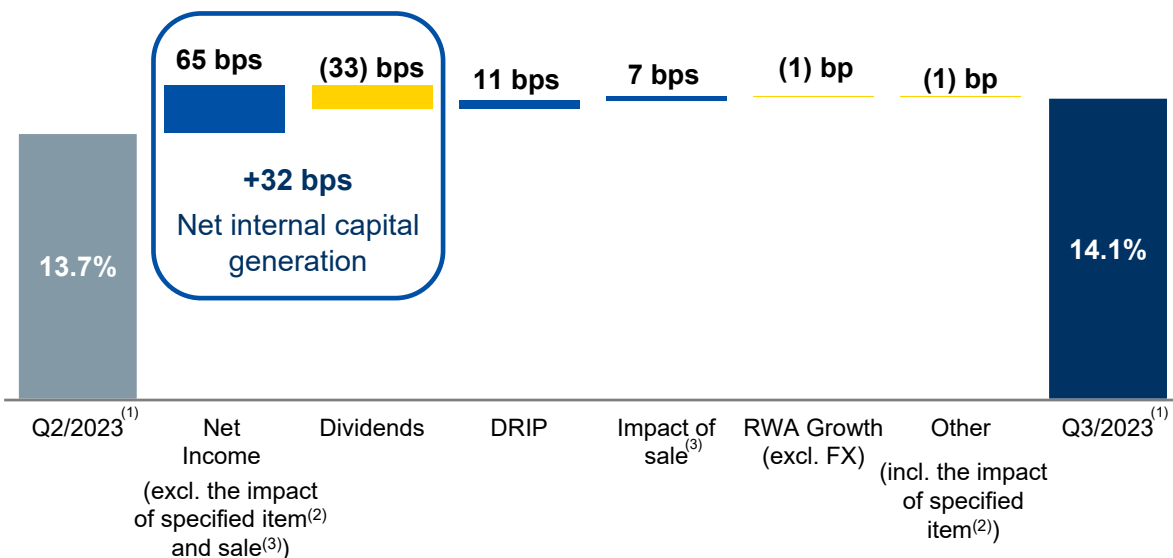 65 bps
(33) bps
11 bps
7 bps
(1) bp
(1) bp
+32 bps
Net internal capital
generation
13.7%
14.1%
Q2/2023(1)
Net
Income
(excl. the impact
of specified item(2)
and sale(3))
Dividends
DRIP
Impact of
sale(3)
RWA Growth
(excl. FX)
Other
(incl. the impact
of specified
item(2))
Q3/2023(1)